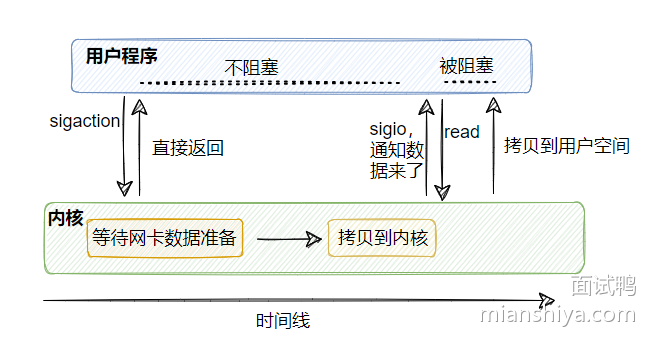 用户程序
不阻塞
被阻塞
sigaction
直接返回
sigio，
通知数
据来了
read
拷贝到用户空间
内核
等待网卡数据准备
拷贝到内核
时间线
面试鸭
mianshiya.com